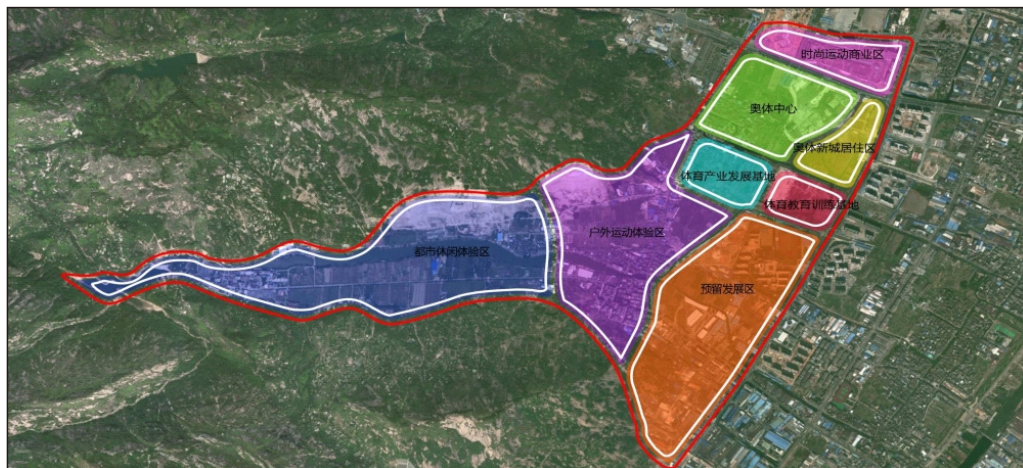 时尚运动商业区
奥体中心
奥体新城居住区
体育产业发展基地
体育教育训练基地
户外运动体验区
都市休闲体验区
预留发展区